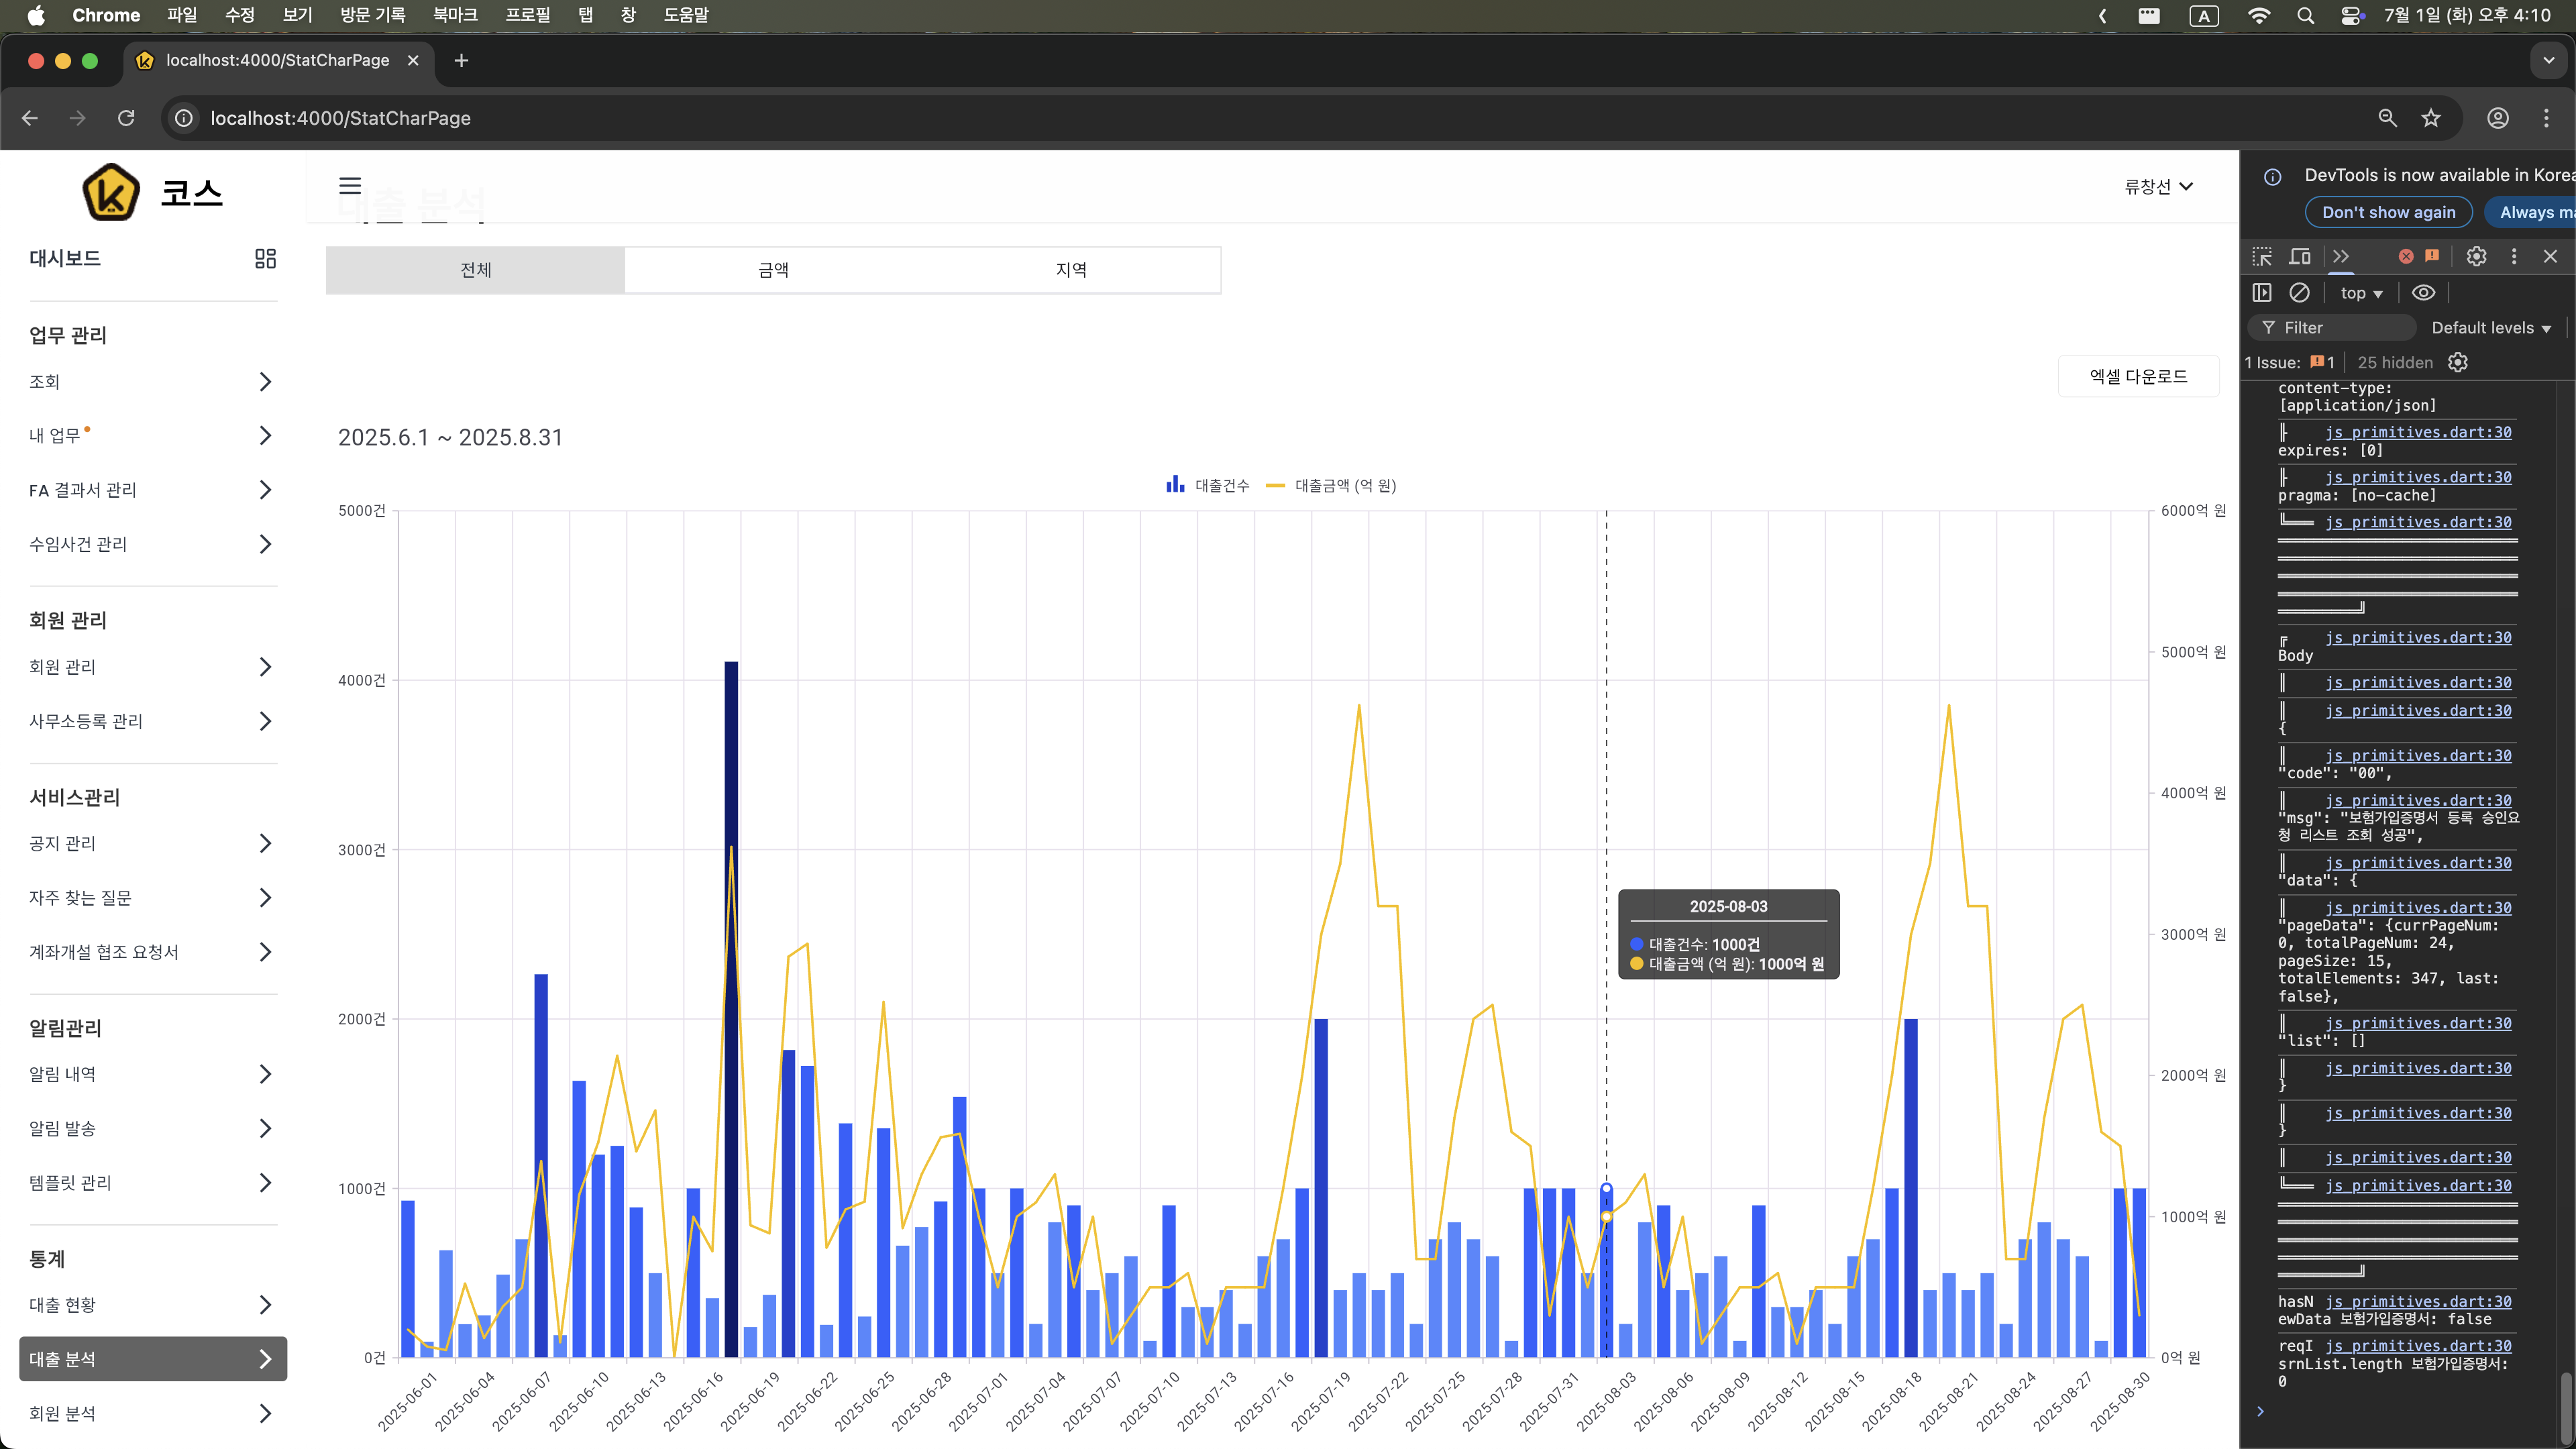 Chrome 파일 수정 보기 방문 기록 북마크 프로필 탭 창 도움말 A 7월 1일 (화) 오후 4:10
localhost:4000/StatCharPage
localhost:4000/StatCharPage
코스
대시보드
업무 관리
조회
내 업무
FA 결과서 관리
수임사건 관리
회원 관리
회원 관리
사무소등록 관리
서비스관리
공지 관리
자주 찾는 질문
계좌개설 협조 요청서
알림관리
알림 내역
알림 발송
템플릿 관리
통계
대출 현황
대출 분석
회원 분석
대출 분석
류창선
전체 금액 지역
엑셀 다운로드
2025.6.1 ~ 2025.8.31
대출건수 대출금액 (억 원)
5000건
4000건
3000건
2000건
1000건
0건
6000억 원
5000억 원
4000억 원
3000억 원
2000억 원
1000억 원
0억 원
2025-08-03
대출건수: 1000건
대출금액 (억 원): 1000억 원
2025-06-01
2025-06-04
2025-06-07
2025-06-10
2025-06-13
2025-06-16
2025-06-19
2025-06-22
2025-06-25
2025-06-28
2025-07-01
2025-07-04
2025-07-07
2025-07-10
2025-07-13
2025-07-16
2025-07-19
2025-07-22
2025-07-25
2025-07-28
2025-07-31
2025-08-03
2025-08-06
2025-08-09
2025-08-12
2025-08-15
2025-08-18
2025-08-21
2025-08-24
2025-08-27
2025-08-30
DevTools is now available in Korea
Don't show again Always ma
top
Filter Default levels
1 Issue: 1 25 hidden
content-type:
[application/json]
js_primitives.dart:30
expires: [0]
js_primitives.dart:30
pragma: [no-cache]
js_primitives.dart:30
js_primitives.dart:30
Body
js_primitives.dart:30
js_primitives.dart:30
{
js_primitives.dart:30
"code": "00",
js_primitives.dart:30
"msg": "보험가입증명서 등록 승인요
청 리스트 조회 성공",
js_primitives.dart:30
"data": {
js_primitives.dart:30
"pageData": {currPageNum:
0, totalPageNum: 24,
pageSize: 15,
totalElements: 347, last:
false},
js_primitives.dart:30
"list": []
js_primitives.dart:30
}
js_primitives.dart:30
}
js_primitives.dart:30
js_primitives.dart:30
hasN js_primitives.dart:30
ewData 보험가입증명서: false
reqI js_primitives.dart:30
srnList.length 보험가입증명서:
0